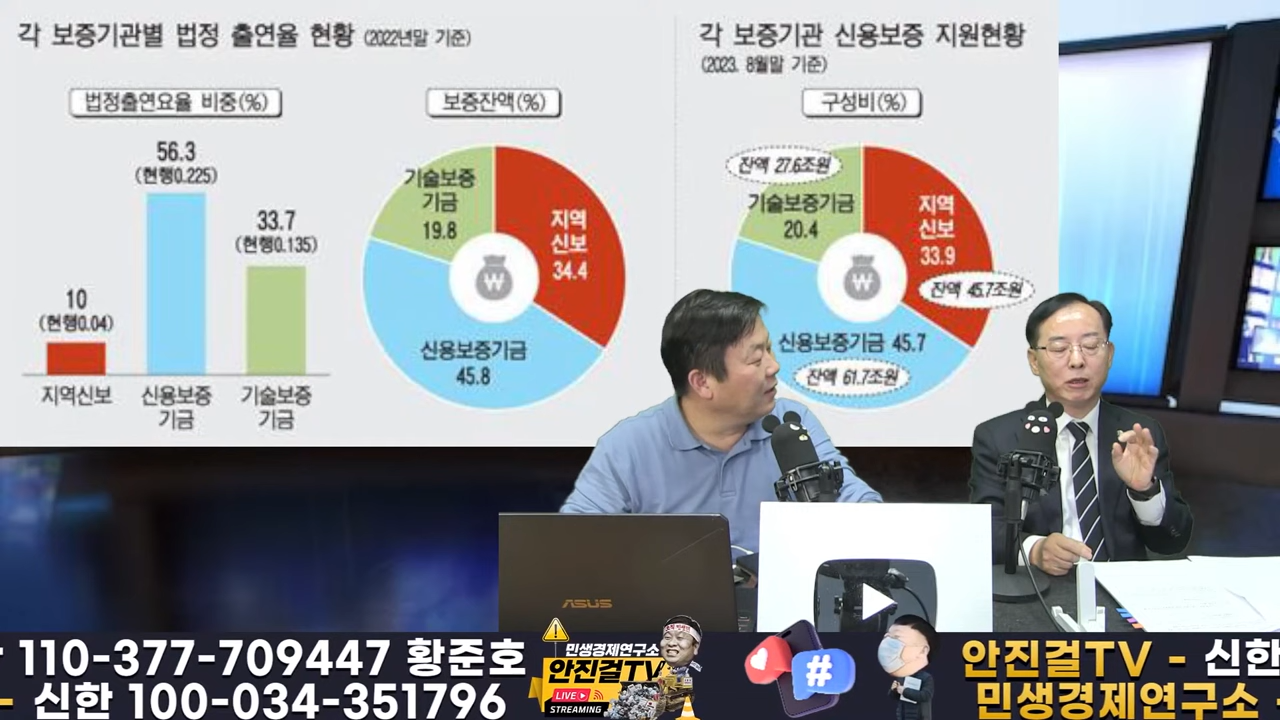 각 보증기관별 법정 출연율 현황 (2022년말 기준)
법정출연요율 비중(%)
10
(현행0.04)
56.3
(현행0.225)
33.7
(현행0.135)
지역신보
신용보증
기금
기술보증
기금
보증잔액(%)
기술보증
기금
19.8
지역
신보
34.4
신용보증기금
45.8
각 보증기관 신용보증 지원현황
(2023. 8월말 기준)
구성비(%)
잔액 27.6조원
기술보증기금
20.4
지역
신보
33.9
잔액 45.7조원
신용보증기금 45.7
잔액 61.7조원
ASUS
110-377-709447 황준호
- 신한 100-034-351796
민생경제연구소
안진걸TV
LIVE
STREAMING
#
안진걸TV - 신한
민생경제연구소